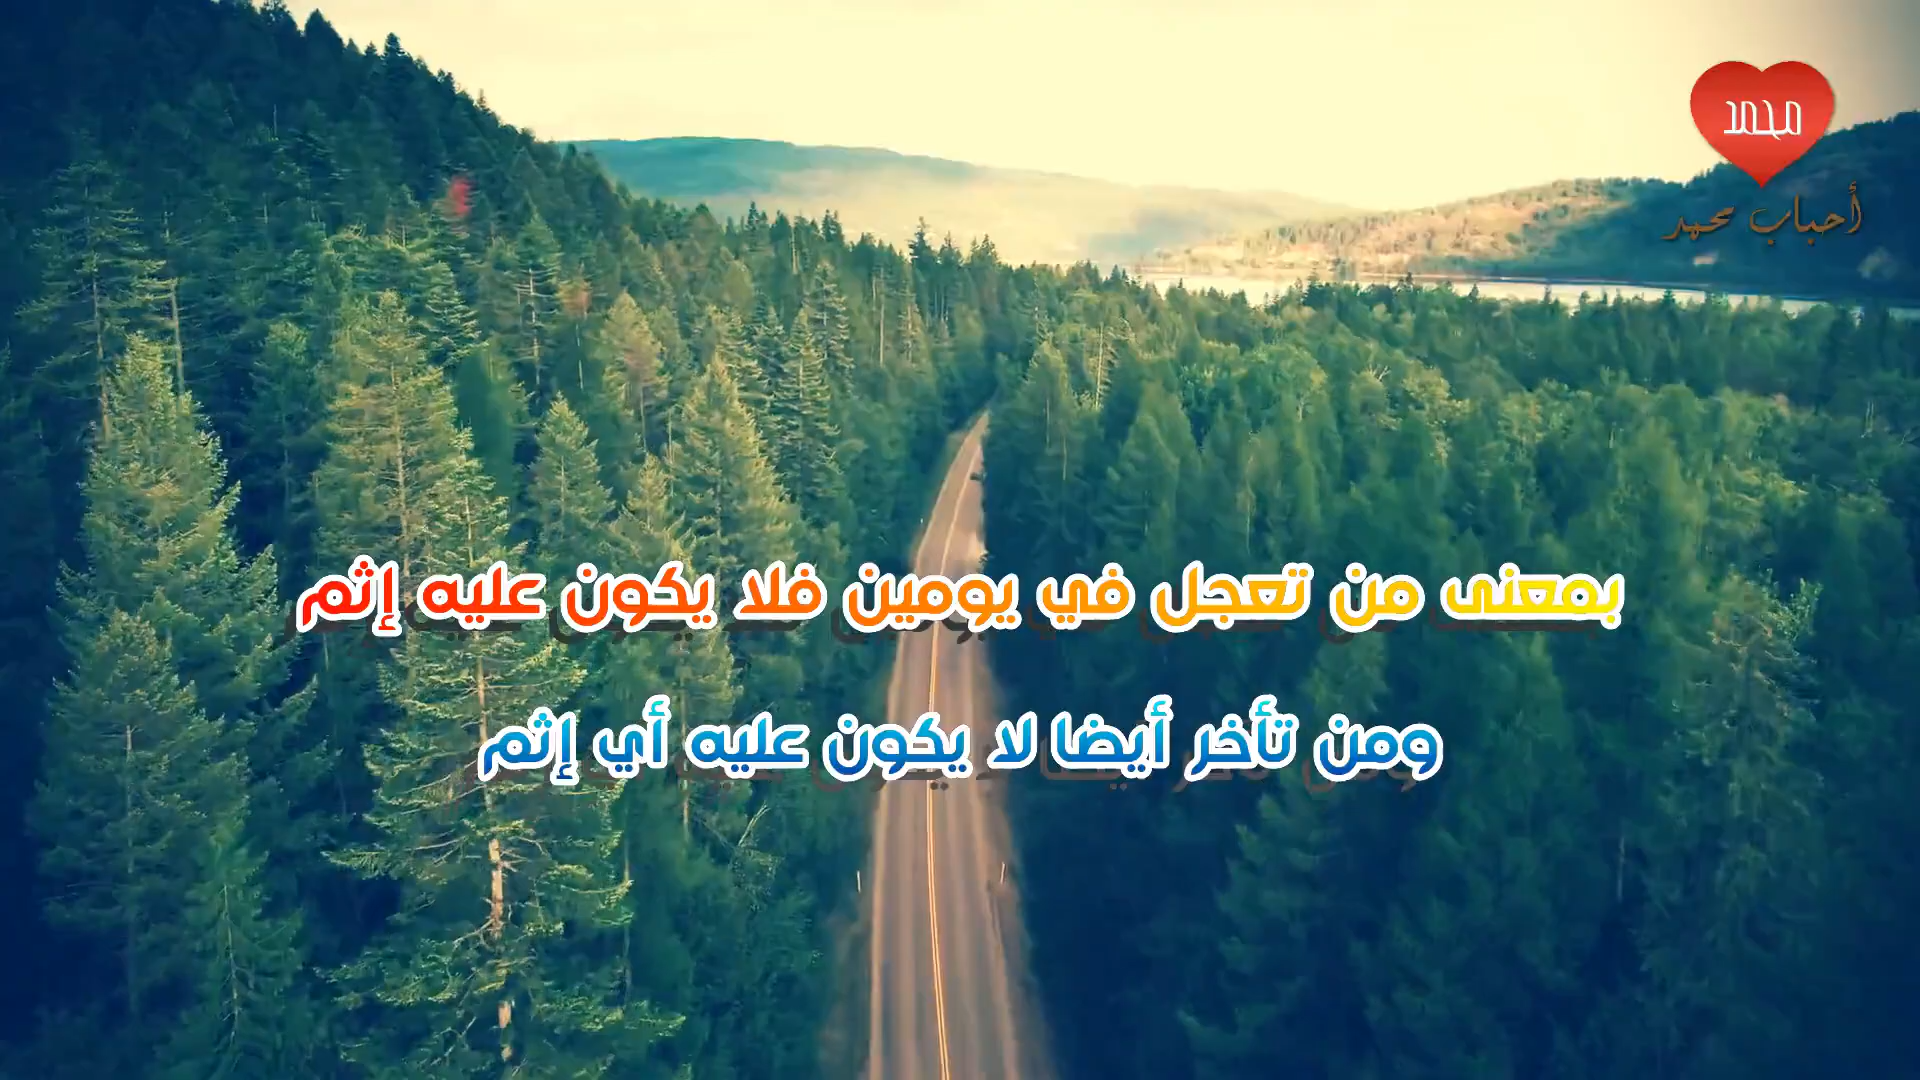 محمد
أحباب محمد
بمعنى من تعجل في يومين فلا يكون عليه إثم
ومن تأخر أيضا لا يكون عليه أي إثم